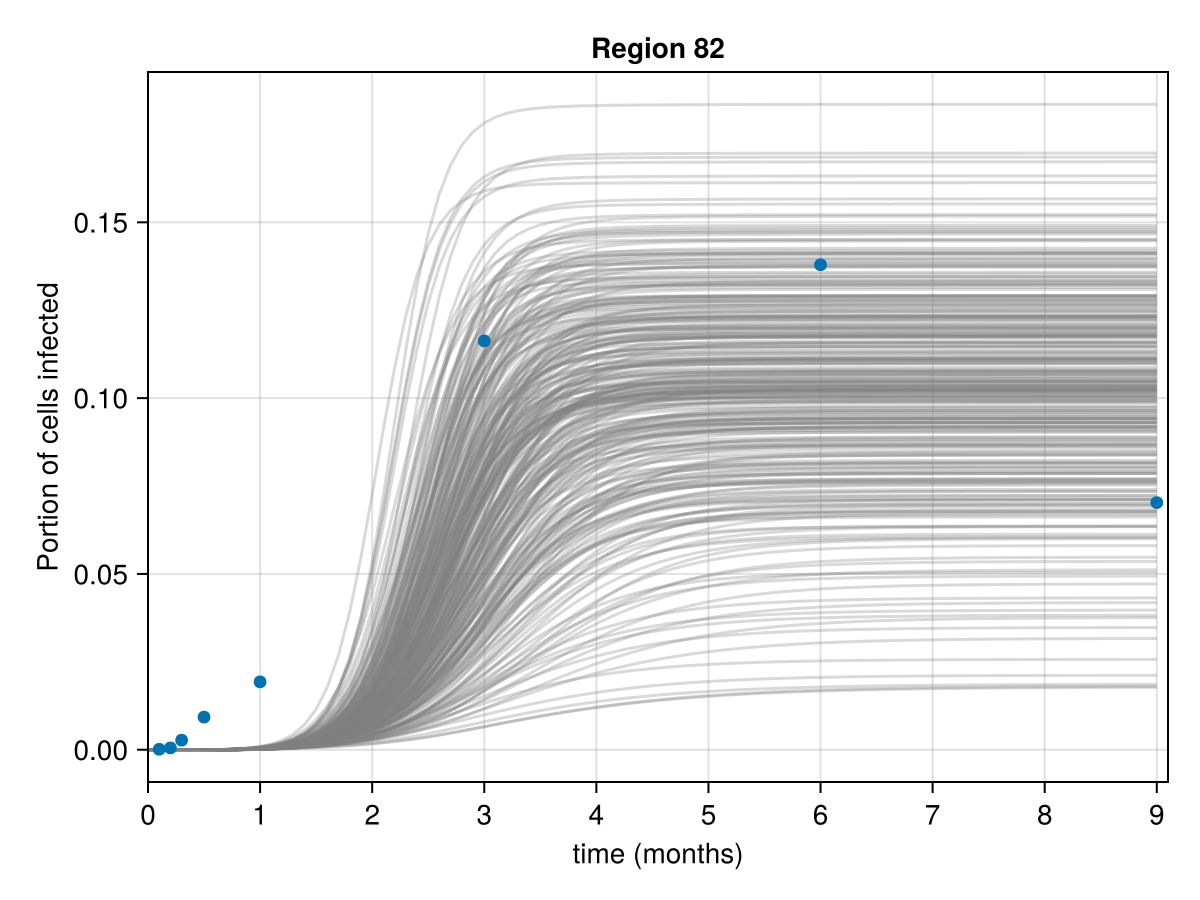 Region 82
Portion of cells infected
0.15
0.10
0.05
0.00
0 1 2 3 4 5 6 7 8 9
time (months)